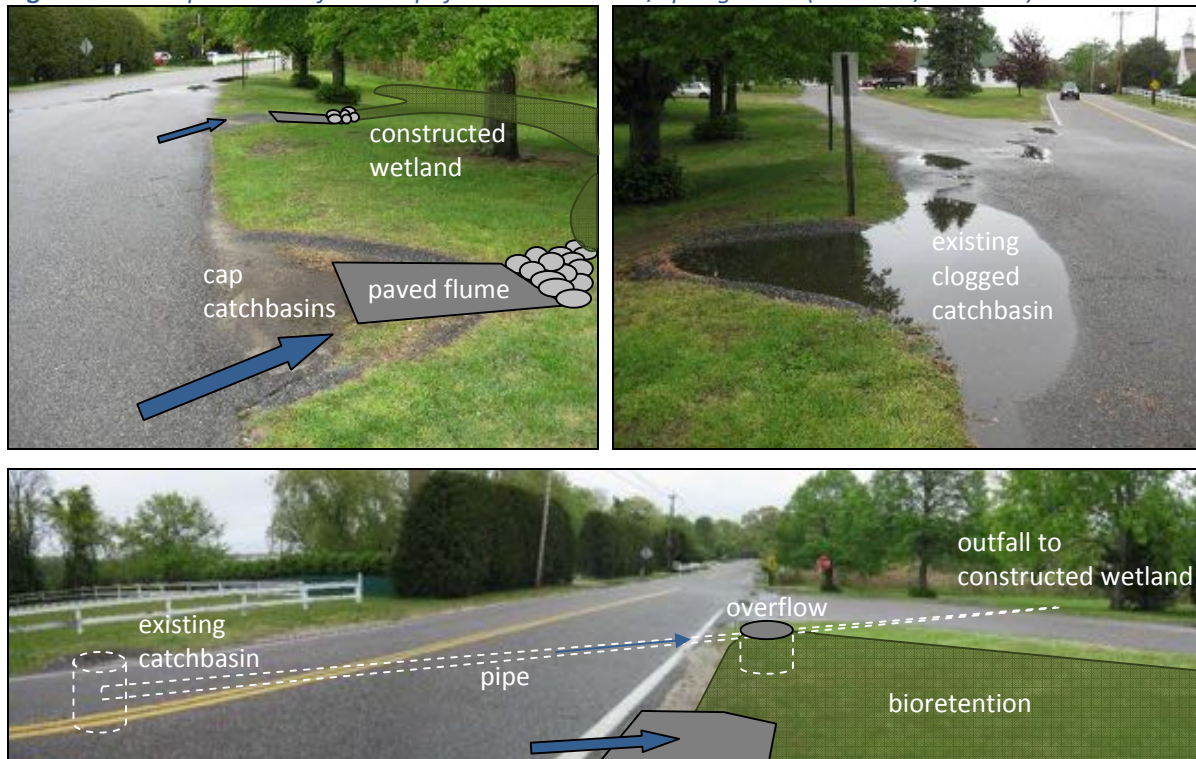 constructed
wetland
cap
catchbasins
paved flume
existing
clogged
catchbasin
outfall to
constructed wetland
overflow
existing
catchbasin
pipe
bioretention